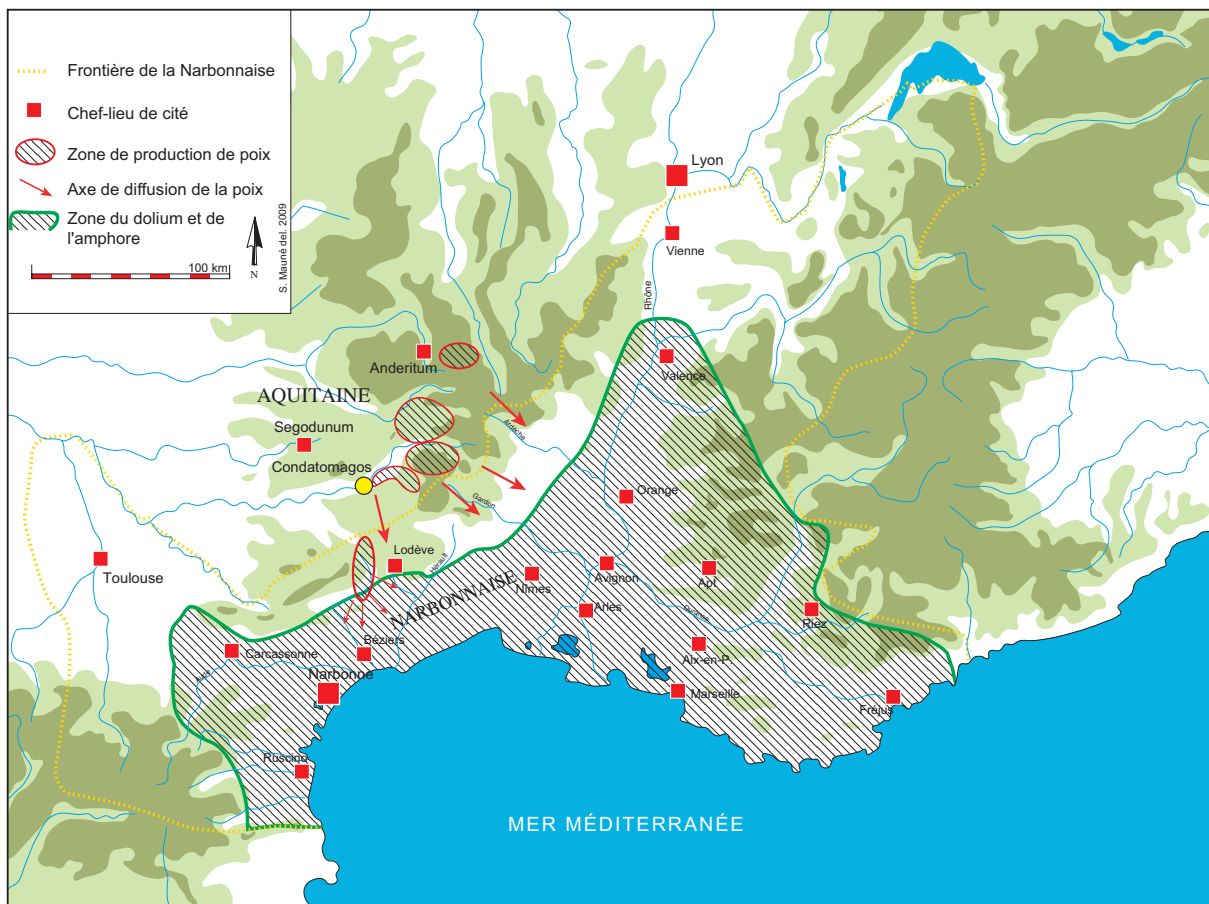 Frontière de la Narbonnaise
Chef-lieu de cité
Zone de production de poix
Axe de diffusion de la poix
Zone du dolium et de
l'amphore
100 km
N
S. Mauné del. 2009
Lyon
Vienne
Rhône
Valence
Anderitum
AQUITAINE
Ardèche
Segodunum
Condatomagos
Orange
Gardon
Lodève
Hérault
Toulouse
NARBONNAISE
Nîmes
Avignon
Apt
Arles
Durance
Riez
Béziers
Carcassonne
Aude
Aix-en-P.
Narbonne
Marseille
Fréjus
Ruscino
MER MÉDITERRANÉE